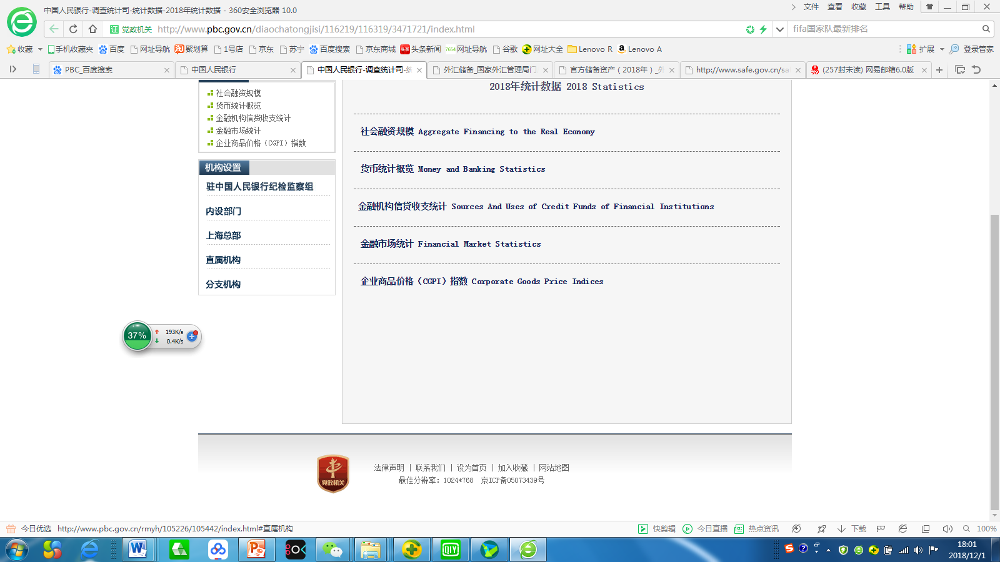 中国人民银行-调查统计司-统计数据-2018年统计数据 - 360安全浏览器 10.0
文件 查看 收藏 工具 帮助
证 党政机关 http://www.pbc.gov.cn/diaochatongjisi/116219/116319/3471721/index.html
fifa国家队最新排名
收藏 手机收藏夹 百度 网址导航 淘 聚划算 1号店 京东 苏宁 百度搜索 京东商城 头条 头条新闻 7654 网址导航 谷歌 网址大全 Lenovo R Lenovo A
扩展 登录管家
PBC_百度搜索
中国人民银行
中国人民银行-调查统计司-统
外汇储备_国家外汇管理局门
官方储备资产（2018年）_外
http://www.safe.gov.cn/sa
(257封未读) 网易邮箱6.0版
社会融资规模
货币统计概览
金融机构信贷收支统计
金融市场统计
企业商品价格（CGPI）指数
机构设置
驻中国人民银行纪检监察组
内设部门
上海总部
直属机构
分支机构
2018年统计数据 2018 Statistics
社会融资规模 Aggregate Financing to the Real Economy
货币统计概览 Money and Banking Statistics
金融机构信贷收支统计 Sources And Uses of Credit Funds of Financial Institutions
金融市场统计 Financial Market Statistics
企业商品价格（CGPI）指数 Corporate Goods Price Indices
37%
193K/s
0.4K/s
党政机关
法律声明 | 联系我们 | 设为首页 | 加入收藏 | 网站地图
最佳分辨率：1024*768 京ICP备05073439号
今日优选 http://www.pbc.gov.cn/rmyh/105226/105442/index.html#直属机构
快剪辑 今日直播 热点资讯 下载 100%
iQIYI
18:01
2018/12/1